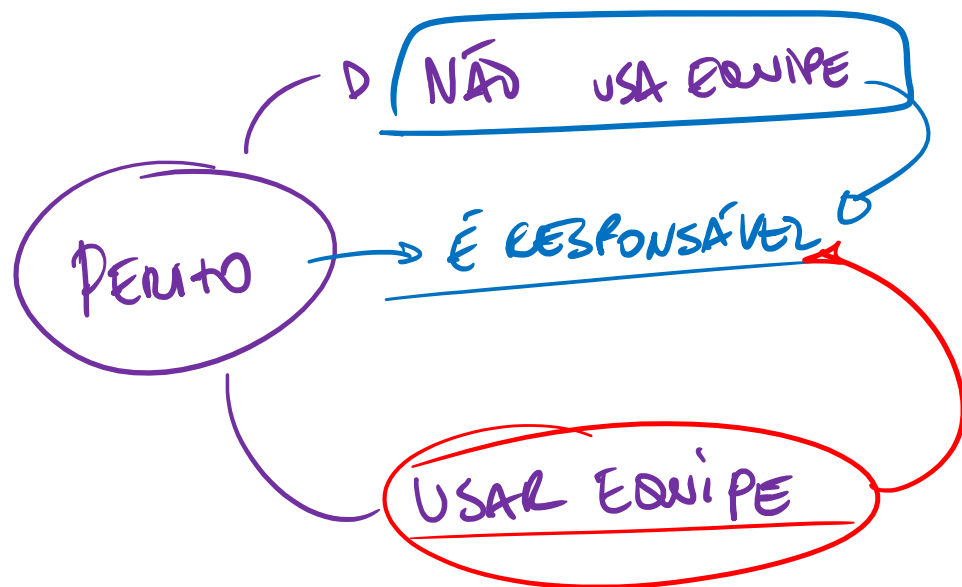 NÃO USA EQUIPE
É RESPONSÁVEL
PERITO
USAR EQUIPE